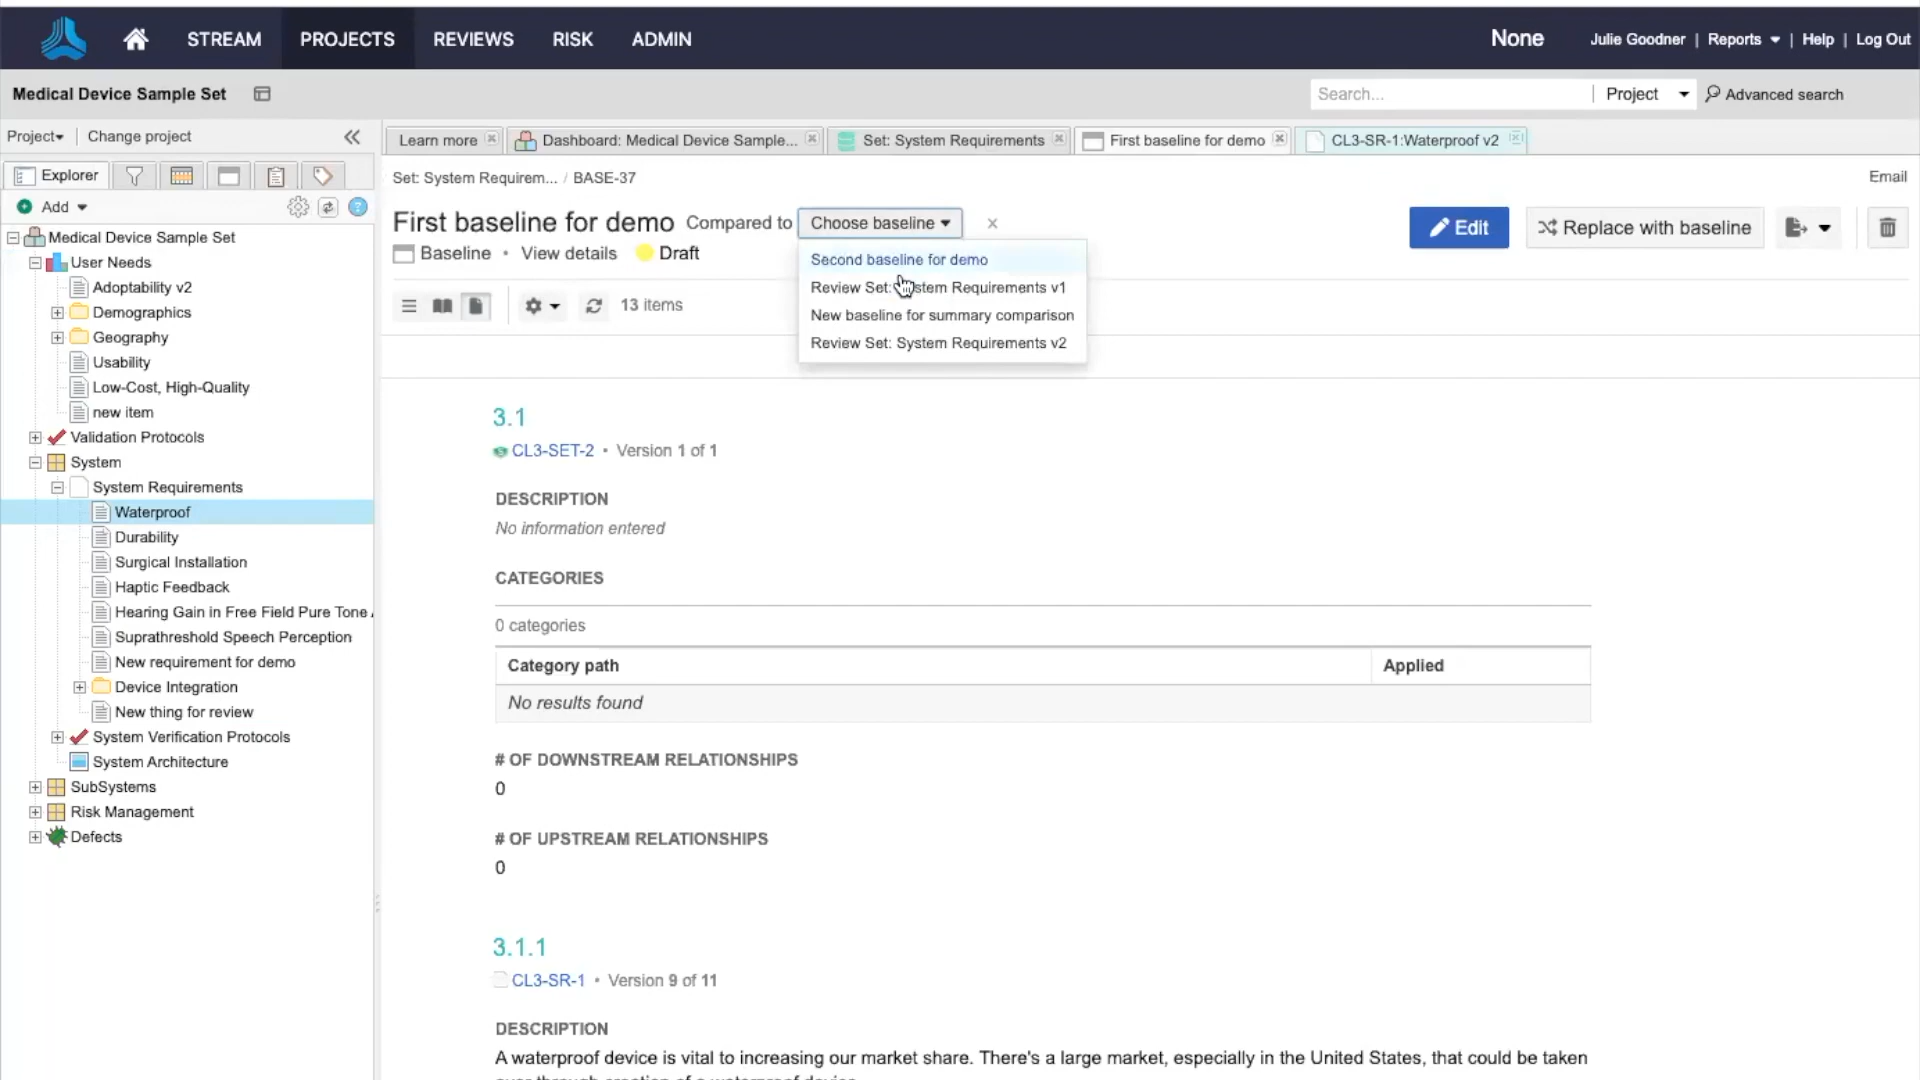 STREAM PROJECTS REVIEWS RISK ADMIN None Julie Goodner | Reports | Help | Log Out
Medical Device Sample Set Search... Project Advanced search
Project Change project
Learn more Dashboard: Medical Device Sample... Set: System Requirements First baseline for demo CL3-SR-1:Waterproof v2
Explorer
Add
Medical Device Sample Set
User Needs
Adoptability v2
Demographics
Geography
Usability
Low-Cost, High-Quality
new item
Validation Protocols
System
System Requirements
Waterproof
Durability
Surgical Installation
Haptic Feedback
Hearing Gain in Free Field Pure Tone
Suprathreshold Speech Perception
New requirement for demo
Device Integration
New thing for review
System Verification Protocols
System Architecture
SubSystems
Risk Management
Defects
Set: System Requirem... / BASE-37
Email
First baseline for demo Compared to Choose baseline
Edit Replace with baseline
Baseline • View details Draft
Second baseline for demo
Review Set: System Requirements v1
New baseline for summary comparison
Review Set: System Requirements v2
13 items
3.1
CL3-SET-2 • Version 1 of 1
DESCRIPTION
No information entered
CATEGORIES
0 categories
Category path Applied
No results found
# OF DOWNSTREAM RELATIONSHIPS
0
# OF UPSTREAM RELATIONSHIPS
0
3.1.1
CL3-SR-1 • Version 9 of 11
DESCRIPTION
A waterproof device is vital to increasing our market share. There's a large market, especially in the United States, that could be taken